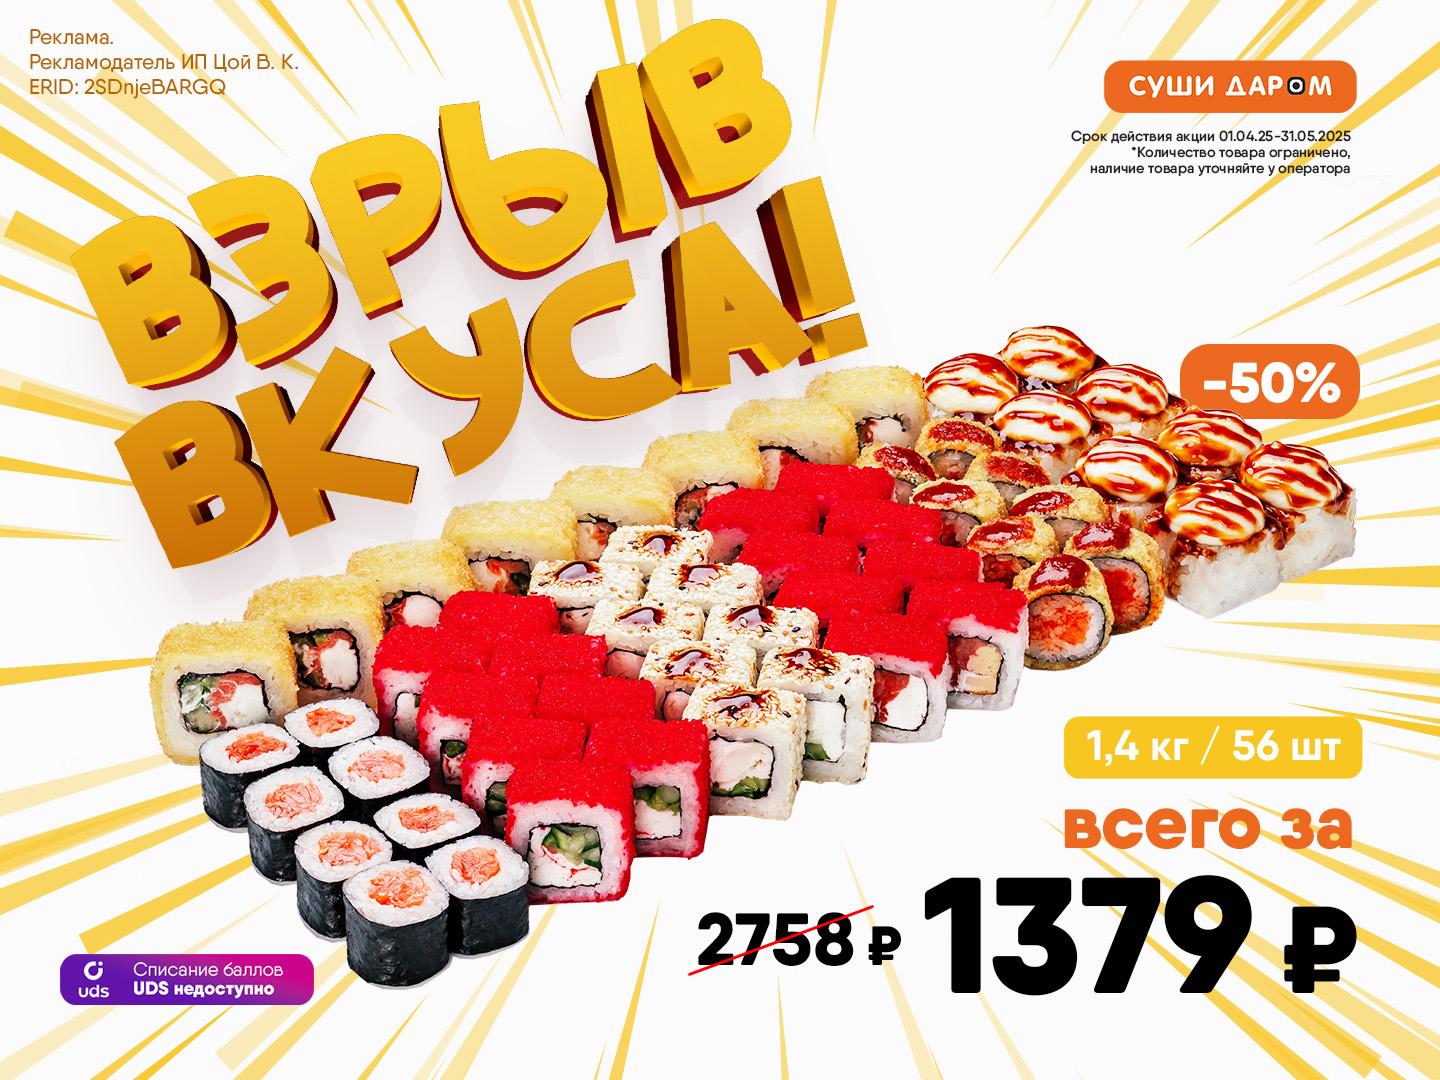 Реклама.
Рекламодатель ИП Цой В. К.
ERID: 2SDnjeBARGQ
СУШИ ДАРОМ
Срок действия акции 01.04.25-31.05.2025
*Количество товара ограничено,
наличие товара уточняйте у оператора
ВЗРЫВ
ВКУСА!
-50%
1,4 кг / 56 шт
всего за
2758 ₽ 1379 ₽
uds
Списание баллов
UDS недоступно